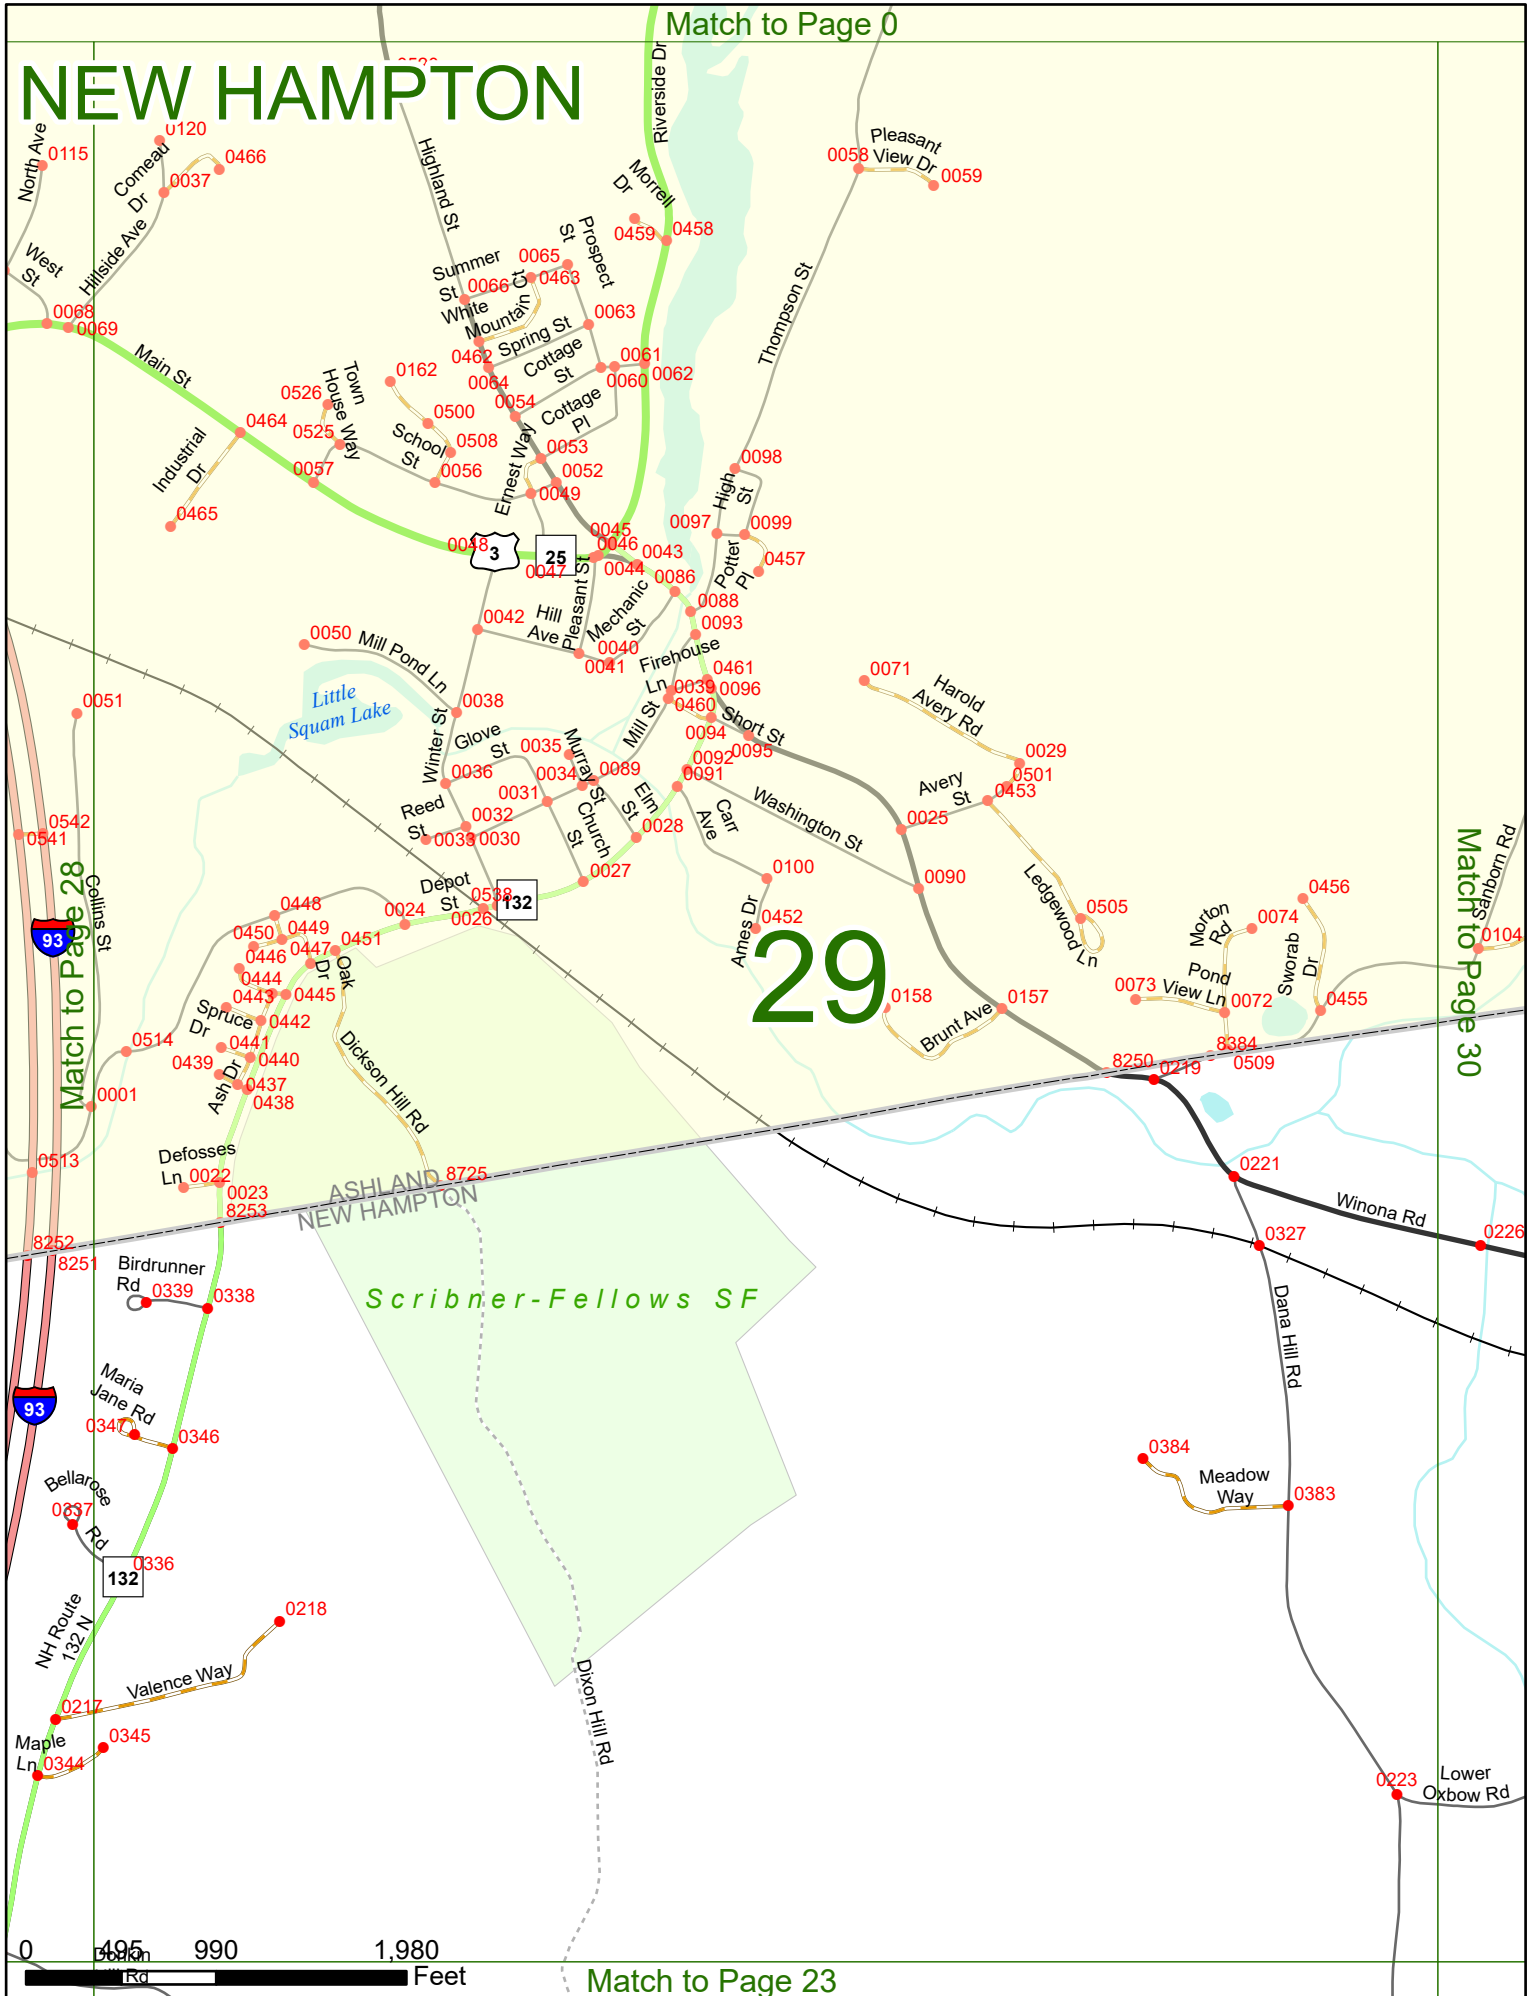 Match to Page 0
NEW HAMPTON
Riverside Dr
0120
0115
North Ave
Comeau
Dr
0466
0037
Hillside Ave
Highland St
Morrell
Dr
0459
0458
Pleasant
View Dr
0058
0059
West
St
0068
0069
Main St
Summer
St
0066
0065
0463
Prospect
St
White
Mountain Ct
0063
0462
Spring St
0064
Cottage
St
0061
0060
0062
Thompson St
0162
Town
House Way
0526
0525
0500
0508
School
St
0056
0054
Cottage
Pl
0464
Industrial
Dr
0465
0057
Ernest Way
0053
0052
0049
0098
High
St
0097
0099
Potter
Pl
0457
0048
3
25
0047
0045
0046
0044
0043
0086
0088
0093
0042
Hill
Ave
Pleasant St
Mechanic
St
0040
0041
0050
Mill Pond Ln
Little
Squam Lake
0038
Winter St
Firehouse
Ln
0461
0039
0096
0460
Mill St
0094
Short St
0095
0071
Harold
Avery Rd
0029
0501
Avery
St
0453
0025
0051
Glove
St
0035
Murray St
0034
0089
0036
0031
0092
0091
Reed
St
0032
0033
0030
Church
St
Elm
St
0028
Carr
Ave
Washington St
0542
0541
0027
0100
0090
Match to Page 28
Collins St
Depot
St
0538
0026
132
0024
0452
Ames Dr
29
Ledgewood
Ln
0505
Morton
Rd
0074
0456
Sworab
Dr
Match to Page 30
Sanborn Rd
0104
93
0448
0449
0450
0447
0451
Oak
Dr
0446
0444
0443
0445
Spruce
Dr
0442
0441
0440
0439
0437
Ash Dr
0438
0158
Brunt Ave
0157
0073
Pond
View Ln
0072
0455
8384
0509
8250
0219
0514
0001
Dickson Hill Rd
0513
Defosses
Ln
0022
0023
8253
8725
ASHLAND
NEW HAMPTON
0221
Winona Rd
0226
0327
8252
8251
Birdrunner
Rd
0339
0338
Scribner-Fellows SF
Dana Hill Rd
Maria
Jane Rd
93
0347
0346
0384
Meadow
Way
0383
Bellarose
Rd
0337
0336
132
NH Route
132 N
0218
Valence Way
0217
Dixon Hill Rd
0345
Maple
Ln
0344
0223
Lower
Oxbow Rd
0 495 990 1,980
Donkin
Rd
Feet
Match to Page 23